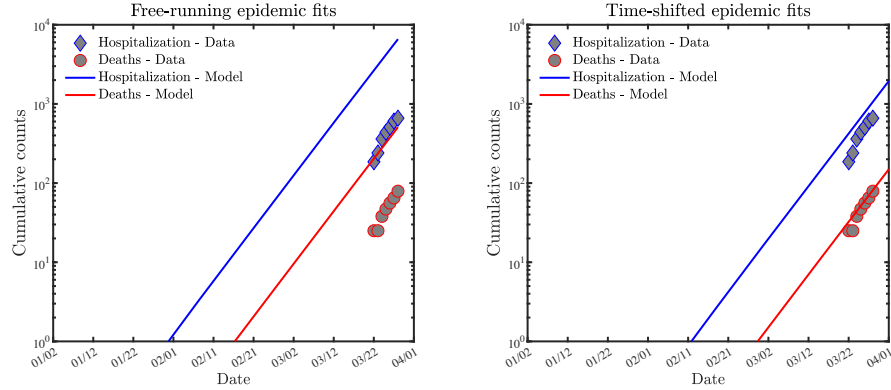 Free-running epidemic fits
Hospitalization - Data
Deaths - Data
Hospitalization - Model
Deaths - Model
Cumulative counts
10^4
10^3
10^2
10^1
10^0
01/02 01/12 01/22 02/01 02/11 02/21 03/02 03/12 03/22 04/01
Date
Time-shifted epidemic fits
Hospitalization - Data
Deaths - Data
Hospitalization - Model
Deaths - Model
Cumulative counts
10^4
10^3
10^2
10^1
10^0
01/02 01/12 01/22 02/01 02/11 02/21 03/02 03/12 03/22 04/01
Date